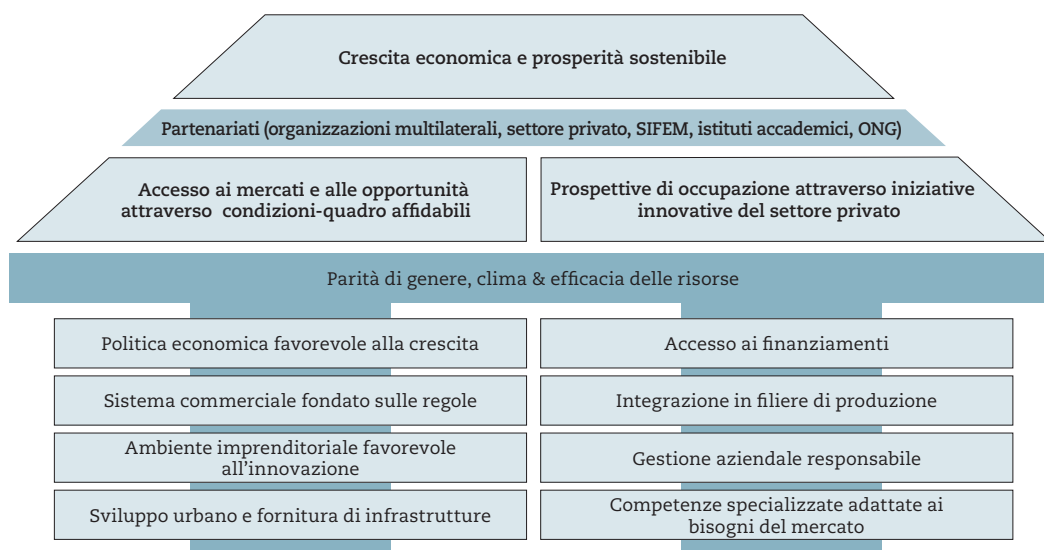 Crescita economica e prosperità sostenibile
Partenariati (organizzazioni multilaterali, settore privato, SIFEM, istituti accademici, ONG)
Accesso ai mercati e alle opportunità
attraverso condizioni-quadro affidabili
Prospettive di occupazione attraverso iniziative
innovative del settore privato
Parità di genere, clima & efficacia delle risorse
Politica economica favorevole alla crescita
Accesso ai finanziamenti
Sistema commerciale fondato sulle regole
Integrazione in filiere di produzione
Ambiente imprenditoriale favorevole
all'innovazione
Gestione aziendale responsabile
Sviluppo urbano e fornitura di infrastrutture
Competenze specializzate adattate ai
bisogni del mercato